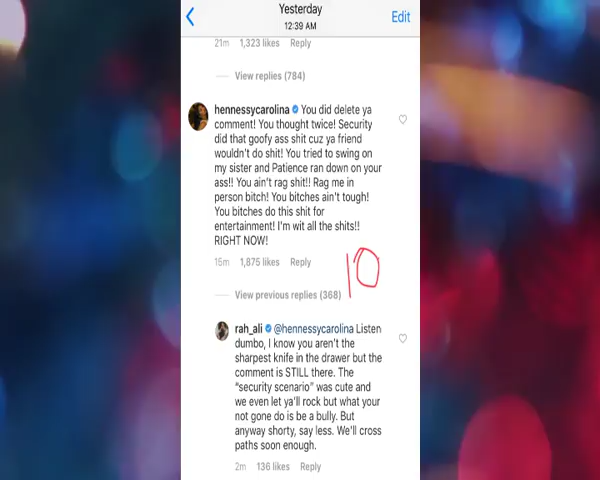 Yesterday
12:39 AM
Edit
21m 1,323 likes Reply
View replies (784)
hennessycarolina You did delete ya
comment! You thought twice! Security
did that goofy ass shit cuz ya friend
wouldn't do shit! You tried to swing on
my sister and Patience ran down on your
ass!! You ain't rag shit!! Rag me in
person bitch! You bitches ain't tough!
You bitches do this shit for
entertainment! I'm wit all the shits!!
RIGHT NOW!
15m 1,875 likes Reply
10
View previous replies (368)
rah_ali @hennessycarolina Listen
dumbo, I know you aren't the
sharpest knife in the drawer but the
comment is STILL there. The
"security scenario" was cute and
we even let ya'll rock but what your
not gone do is be a bully. But
anyway shorty, say less. We'll cross
paths soon enough.
2m 136 likes Reply